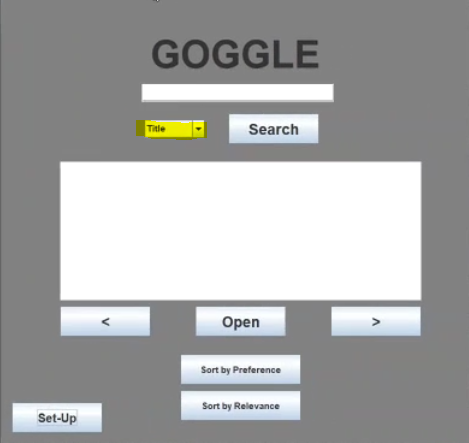 GOGGLE
Title
Search
<
Open
>
Sort by Preference
Sort by Relevance
Set-Up